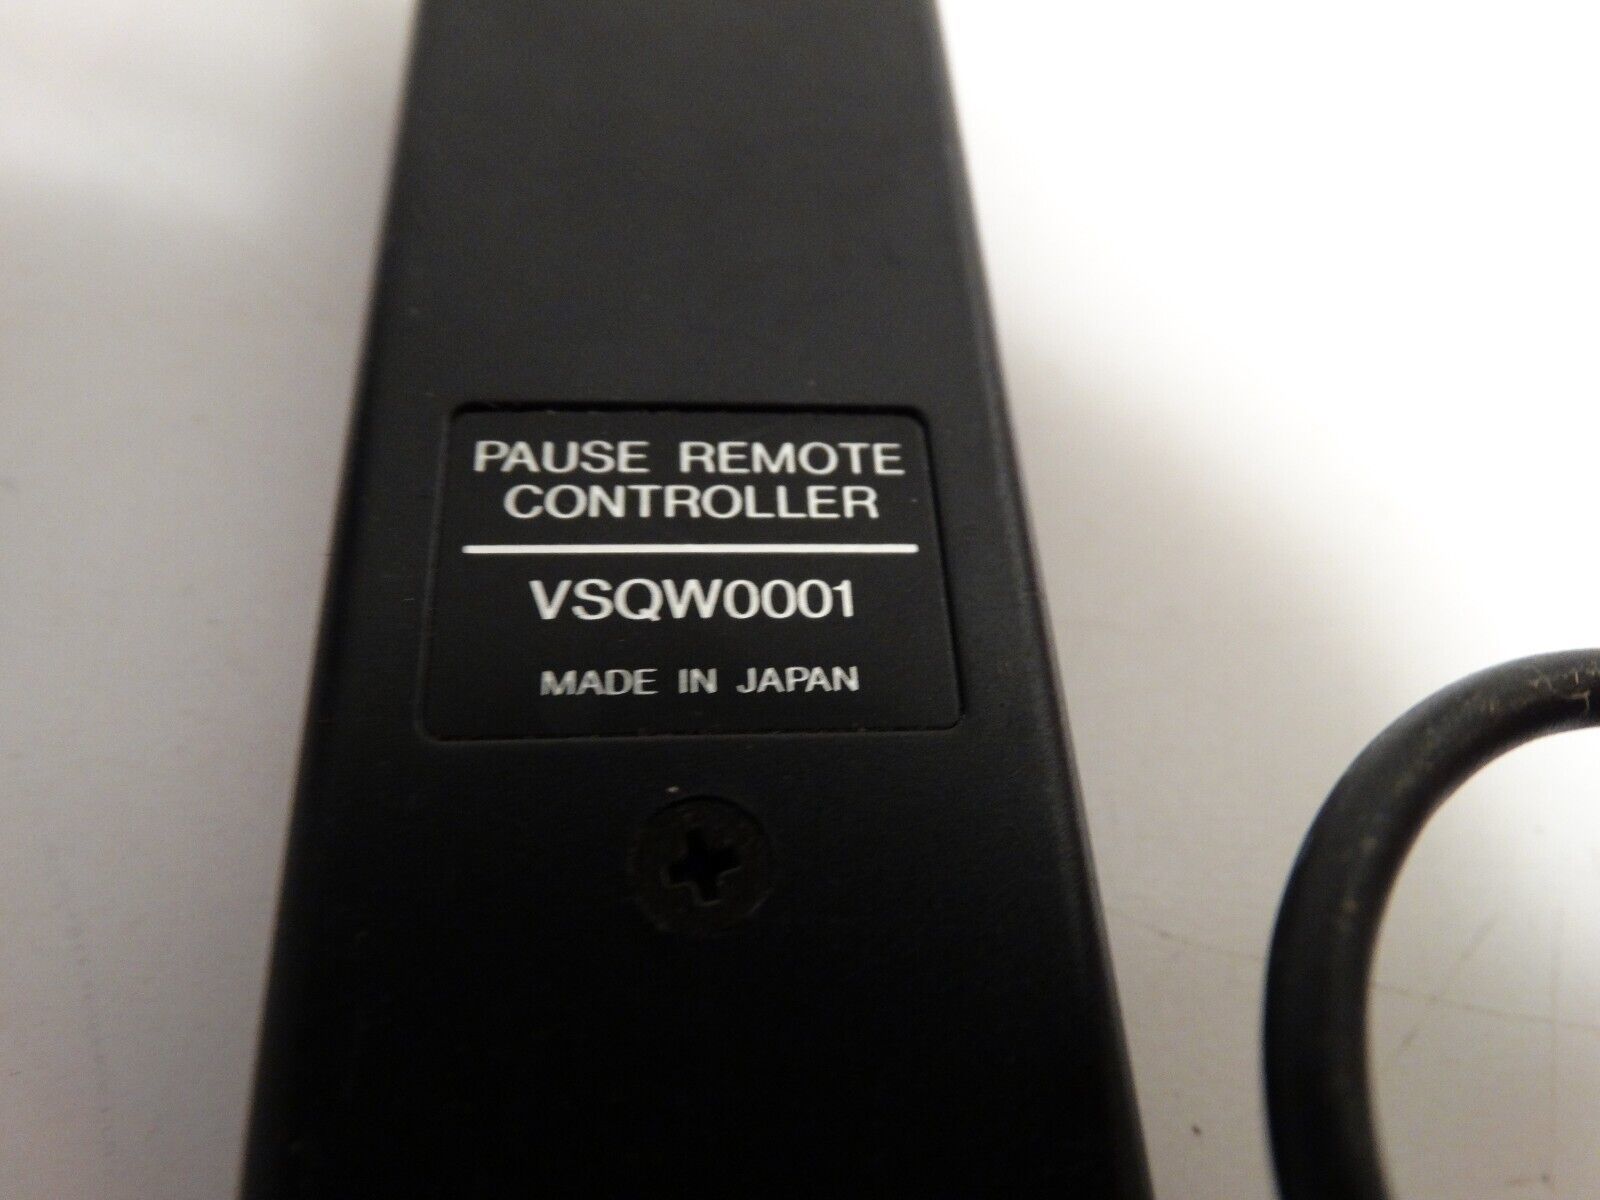 PAUSE REMOTE
CONTROLLER
VSQW0001
MADE IN JAPAN